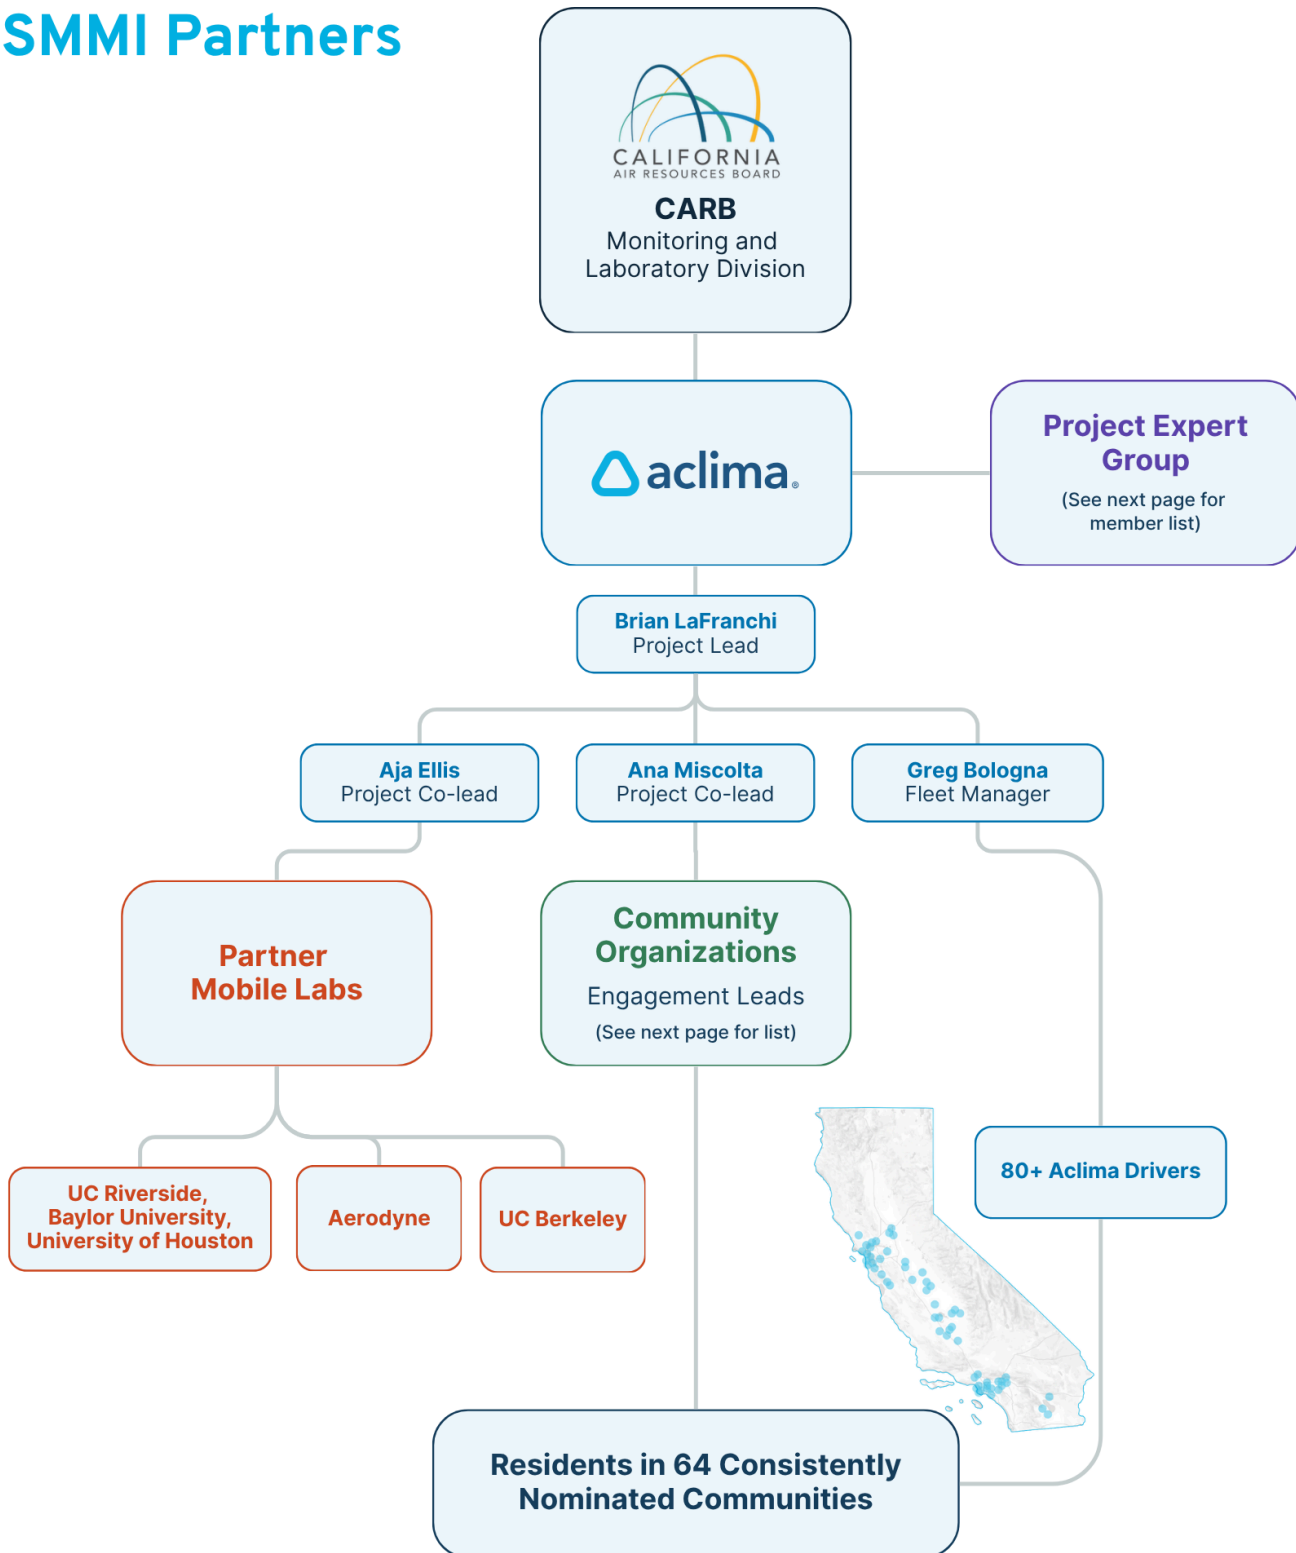 SMMI Partners
CALIFORNIA
AIR RESOURCES BOARD
CARB
Monitoring and
Laboratory Division
aclima®
Project Expert
Group
(See next page for
member list)
Brian LaFranchi
Project Lead
Aja Ellis
Project Co-lead
Ana Miscolta
Project Co-lead
Greg Bologna
Fleet Manager
Partner
Mobile Labs
Community
Organizations
Engagement Leads
(See next page for list)
UC Riverside,
Baylor University,
University of Houston
Aerodyne
UC Berkeley
80+ Aclima Drivers
Residents in 64 Consistently
Nominated Communities